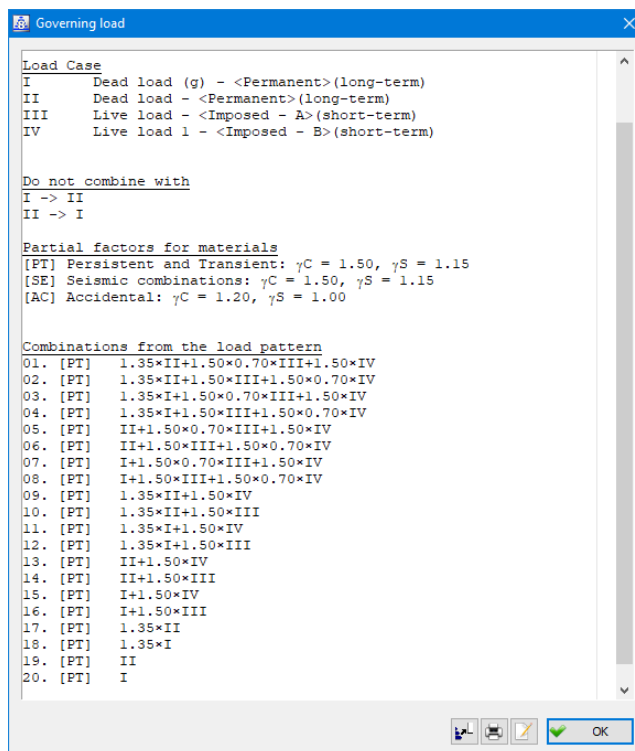 Governing load
Load Case
I Dead load (g) - <Permanent>(long-term)
II Dead load - <Permanent>(long-term)
III Live load - <Imposed - A>(short-term)
IV Live load 1 - <Imposed - B>(short-term)
Do not combine with
I -> II
II -> I
Partial factors for materials
[PT] Persistent and Transient: γC = 1.50, γS = 1.15
[SE] Seismic combinations: γC = 1.50, γS = 1.15
[AC] Accidental: γC = 1.20, γS = 1.00
Combinations from the load pattern
01. [PT] 1.35×II+1.50×0.70×III+1.50×IV
02. [PT] 1.35×II+1.50×III+1.50×0.70×IV
03. [PT] 1.35×I+1.50×0.70×III+1.50×IV
04. [PT] 1.35×I+1.50×III+1.50×0.70×IV
05. [PT] II+1.50×0.70×III+1.50×IV
06. [PT] II+1.50×III+1.50×0.70×IV
07. [PT] I+1.50×0.70×III+1.50×IV
08. [PT] I+1.50×III+1.50×0.70×IV
09. [PT] 1.35×II+1.50×IV
10. [PT] 1.35×II+1.50×III
11. [PT] 1.35×I+1.50×IV
12. [PT] 1.35×I+1.50×III
13. [PT] II+1.50×IV
14. [PT] II+1.50×III
15. [PT] I+1.50×IV
16. [PT] I+1.50×III
17. [PT] 1.35×II
18. [PT] 1.35×I
19. [PT] II
20. [PT] I
OK